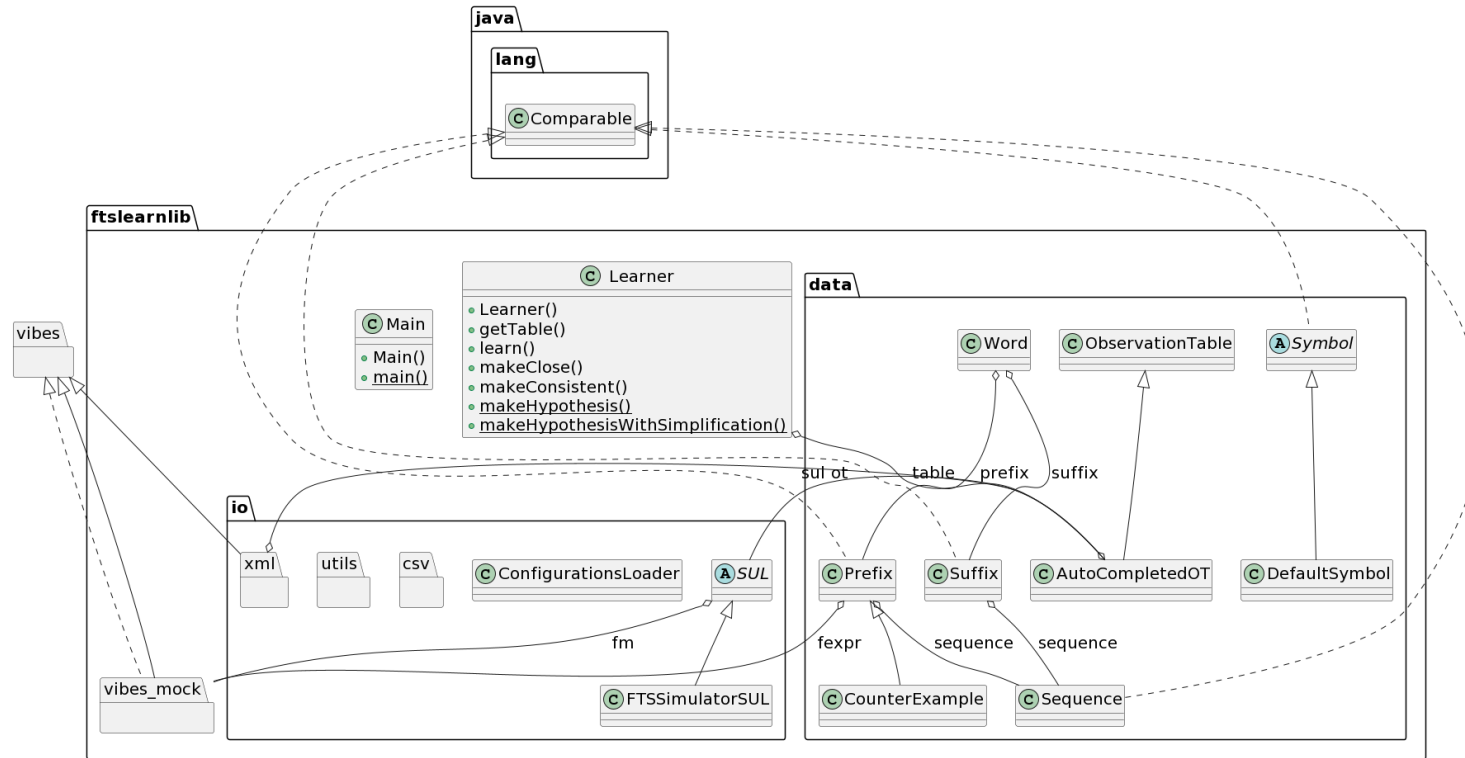 java
lang
C Comparable
ftslearnlib
C Learner
Learner()
getTable()
learn()
makeClose()
makeConsistent()
makeHypothesis()
makeHypothesisWithSimplification()
C Main
Main()
main()
data
C Word
C ObservationTable
A Symbol
vibes
sul ot
table
prefix
suffix
io
xml
utils
csv
C ConfigurationsLoader
A SUL
C Prefix
C Suffix
C AutoCompletedOT
C DefaultSymbol
fm
fexpr
sequence
sequence
vibes_mock
C FTSSimulatorSUL
C CounterExample
C Sequence